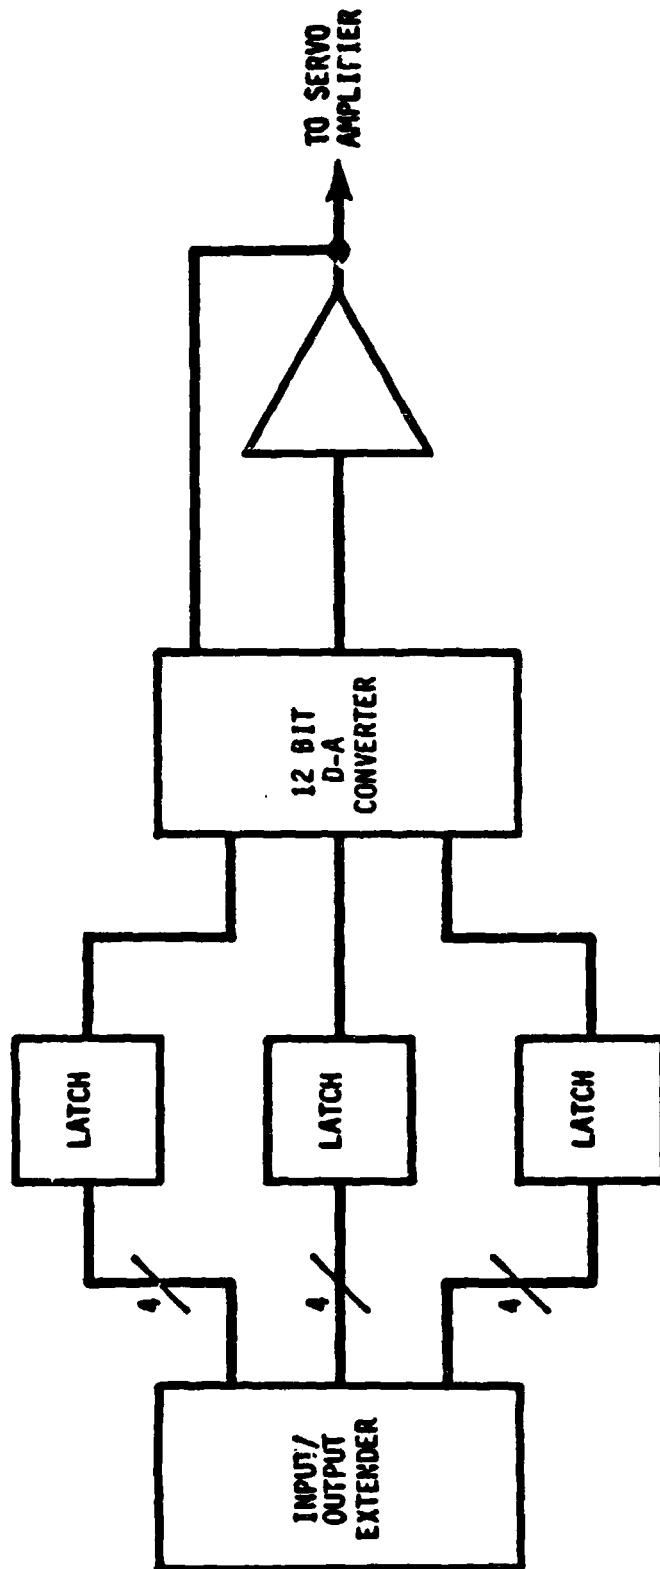 INPUT/
OUTPUT
EXTENDER
4
4
4
LATCH
LATCH
LATCH
12 BIT
D-A
CONVERTER
TO SERVO
AMPLIFIER